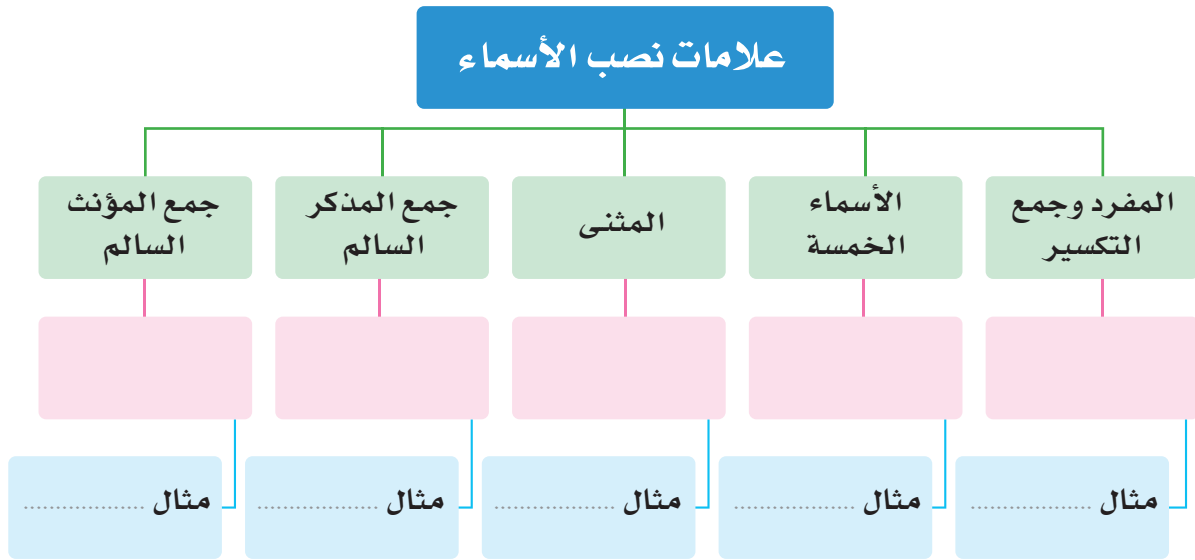 علامات نصب الأسماء
المفرد وجمع
التكسير
الأسماء
الخمسة
المثنى
جمع المذكر
السالم
جمع المؤنث
السالم
مثال ..................
مثال ..................
مثال ..................
مثال ..................
مثال ..................